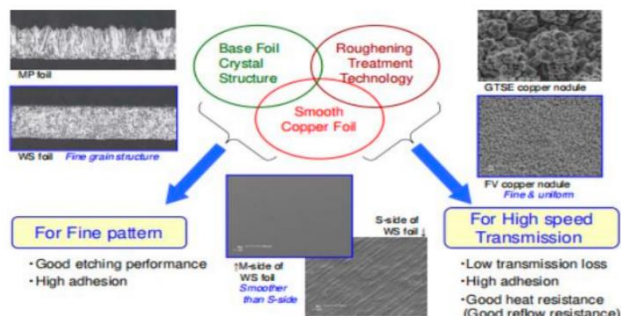 MP foil
WS foil Fine grain structure
Base Foil
Crystal
Structure
Roughening
Treatment
Technology
Smooth
Copper Foil
GTSE copper nodule
FV copper nodule
Fine & uniform
For Fine pattern
・Good etching performance
・High adhesion
↑M-side of
WS foil
Smoother
than S-side
S-side of
WS foil ↓
For High speed
Transmission
・Low transmission loss
・High adhesion
・Good heat resistance
(Good reflow resistance)